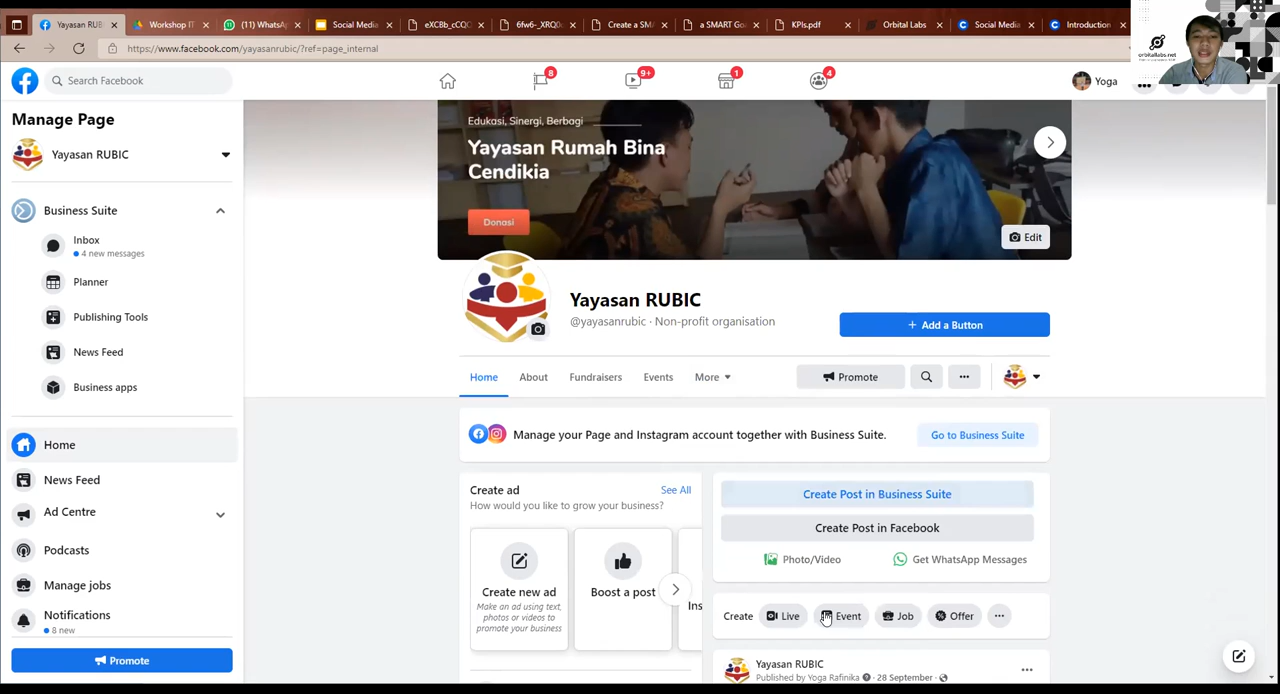 Yayasan RUB
Workshop IT
(11) WhatsA
Social Media
eXCBb_cCQC
6fw6-_XRQ0
Create a SMA
a SMART Go
KPIs.pdf
Orbital Labs
Social Media
Introduction
https://www.facebook.com/yayasanrubic/?ref=page_internal
orbitallabs.net
Search Facebook
8
9+
1
4
Yoga
Manage Page
Yayasan RUBIC
Business Suite
Inbox
4 new messages
Planner
Publishing Tools
News Feed
Business apps
Home
News Feed
Ad Centre
Podcasts
Manage jobs
Notifications
8 new
Promote
Edukasi, Sinergi, Berbagi
Yayasan Rumah Bina
Cendikia
Donasi
Edit
Yayasan RUBIC
@yayasanrubic · Non-profit organisation
+ Add a Button
Home About Fundraisers Events More
Promote
Manage your Page and Instagram account together with Business Suite.
Go to Business Suite
Create ad
See All
How would you like to grow your business?
Create new ad
Make an ad using text,
photos or videos to
promote your business
Boost a post
Ins
Create Post in Business Suite
Create Post in Facebook
Photo/Video
Get WhatsApp Messages
Create Live Event Job Offer
Yayasan RUBIC
Published by Yoga Rafinika · 28 September ·